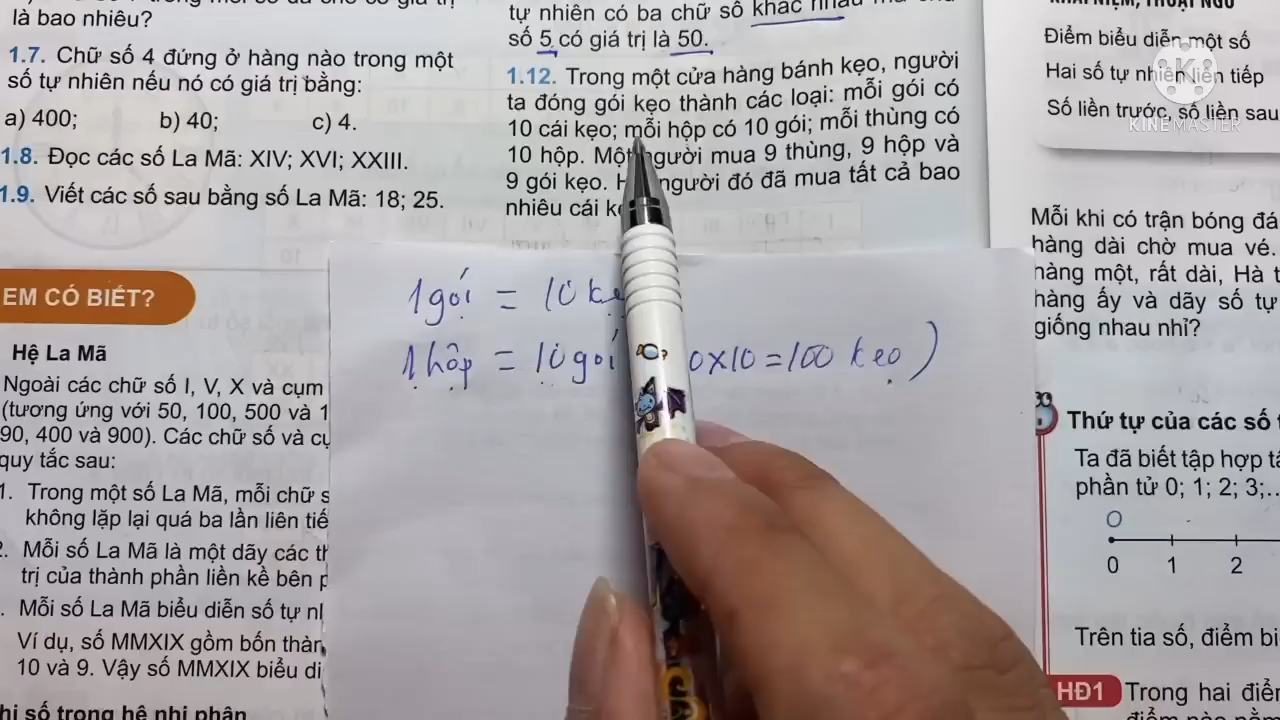 là bao nhiêu?
1.7. Chữ số 4 đứng ở hàng nào trong một
số tự nhiên nếu nó có giá trị bằng:
a) 400; b) 40; c) 4.
1.8. Đọc các số La Mã: XIV; XVI; XXIII.
1.9. Viết các số sau bằng số La Mã: 18; 25.
EM CÓ BIẾT?
Hệ La Mã
Ngoài các chữ số I, V, X và cụm
(tương ứng với 50, 100, 500 và 1
90, 400 và 900). Các chữ số và cụ
quy tắc sau:
1. Trong một số La Mã, mỗi chữ s
không lặp lại quá ba lần liên tiế
2. Mỗi số La Mã là một dãy các th
trị của thành phần liền kề bên p
. Mỗi số La Mã biểu diễn số tự n
Ví dụ, số MMXIX gồm bốn thàn
10 và 9. Vậy số MMXIX biểu di
hi số trong hệ nhị phân
tự nhiên có ba chữ số khác nhau
số 5 có giá trị là 50.
1.12. Trong một cửa hàng bánh kẹo, người
ta đóng gói kẹo thành các loại: mỗi gói có
10 cái kẹo; mỗi hộp có 10 gói; mỗi thùng có
10 hộp. Một người mua 9 thùng, 9 hộp và
9 gói kẹo. H người đó đã mua tất cả bao
nhiêu cái k
1 gói = 10 kẹ
1 hộp = 10 gói 0x10 = 100 kẹo )
KHÁI NIỆM, THUẬT NGỮ
Điểm biểu diễn một số
Hai số tự nhiên liên tiếp
Số liền trước, số liền sau
KINEMASTER
Mỗi khi có trận bóng đá
hàng dài chờ mua vé.
hàng một, rất dài, Hà t
hàng ấy và dãy số tự
giống nhau nhỉ?
Thứ tự của các số
Ta đã biết tập hợp
phần tử 0; 1; 2; 3;..
O
0 1 2
Trên tia số, điểm bi
HĐ1 Trong hai điể